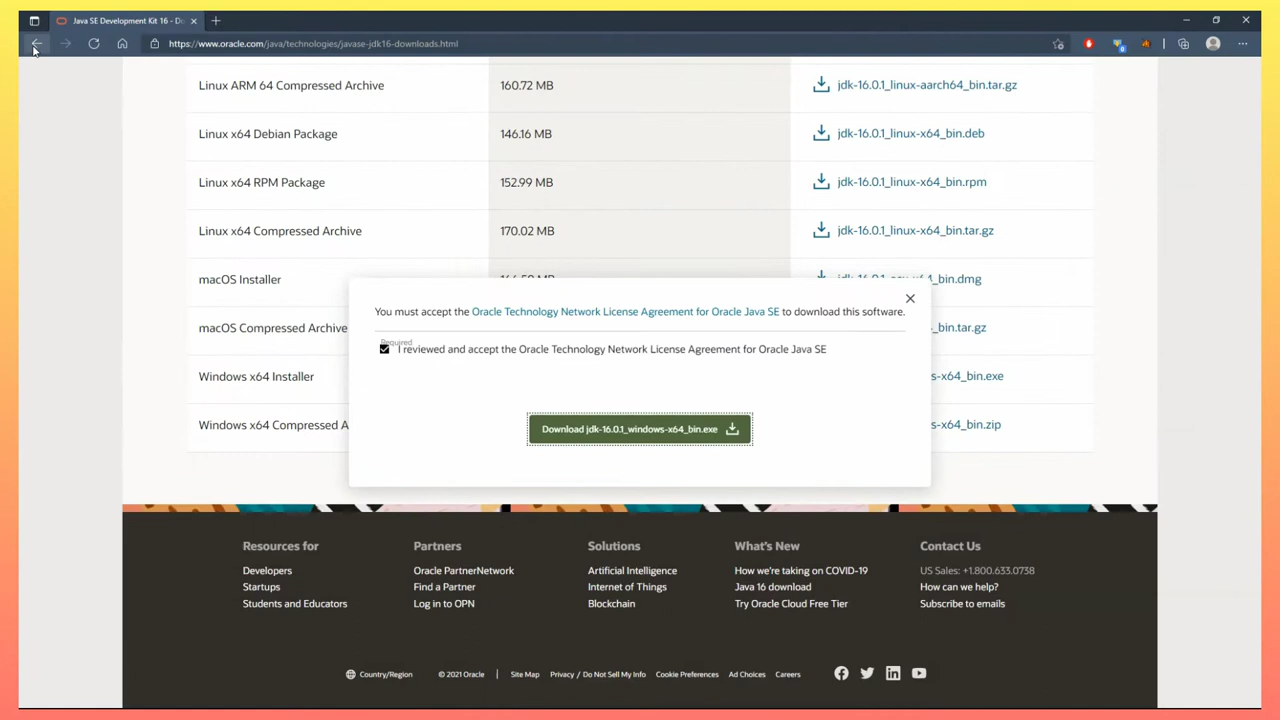 Java SE Development Kit 16 - Do
https://www.oracle.com/java/technologies/javase-jdk16-downloads.html
Linux ARM 64 Compressed Archive 160.72 MB jdk-16.0.1_linux-aarch64_bin.tar.gz
Linux x64 Debian Package 146.16 MB jdk-16.0.1_linux-x64_bin.deb
Linux x64 RPM Package 152.99 MB jdk-16.0.1_linux-x64_bin.rpm
Linux x64 Compressed Archive 170.02 MB jdk-16.0.1_linux-x64_bin.tar.gz
macOS Installer _bin.dmg
You must accept the Oracle Technology Network License Agreement for Oracle Java SE to download this software.
macOS Compressed Archive _bin.tar.gz
Required
I reviewed and accept the Oracle Technology Network License Agreement for Oracle Java SE
Windows x64 Installer s-x64_bin.exe
Windows x64 Compressed A s-x64_bin.zip
Download jdk-16.0.1_windows-x64_bin.exe
Resources for
Developers
Startups
Students and Educators
Partners
Oracle PartnerNetwork
Find a Partner
Log in to OPN
Solutions
Artificial Intelligence
Internet of Things
Blockchain
What's New
How we're taking on COVID-19
Java 16 download
Try Oracle Cloud Free Tier
Contact Us
US Sales: +1.800.633.0738
How can we help?
Subscribe to emails
Country/Region © 2021 Oracle Site Map Privacy / Do Not Sell My Info Cookie Preferences Ad Choices Careers